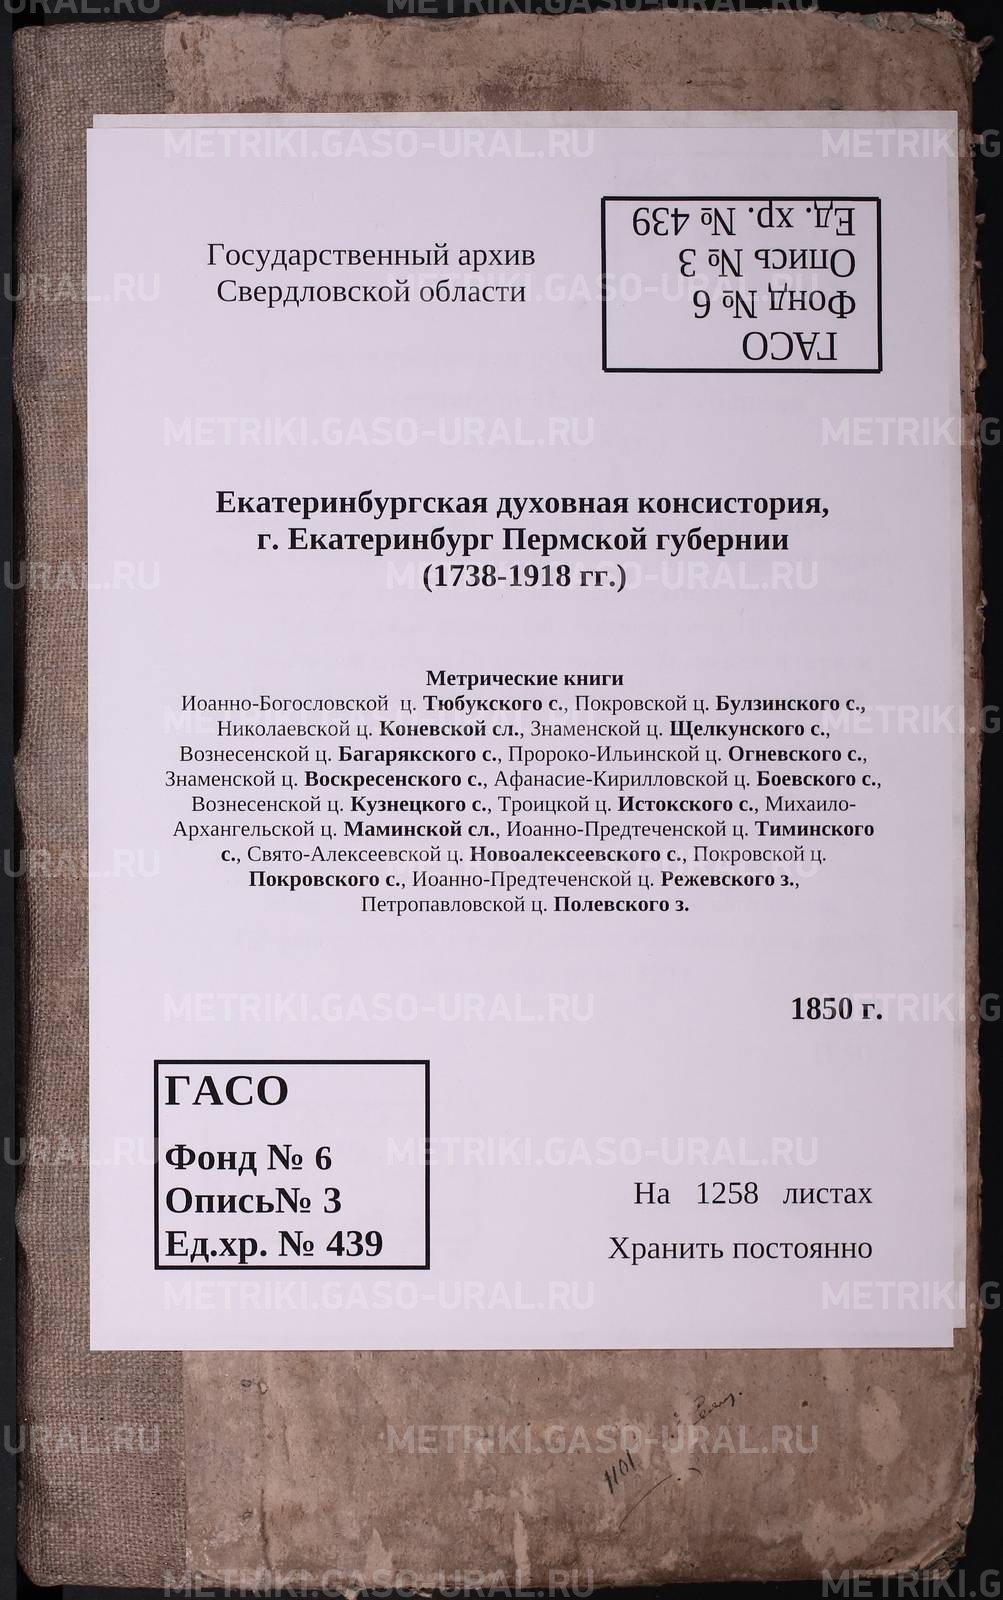 Государственный архив
Свердловской области
ГАСО
Фонд № 6
Опись № 3
Ед. хр. № 439
Екатеринбургская духовная консистория,
г. Екатеринбург Пермской губернии
(1738-1918 гг.)
Метрические книги
Иоанно-Богословской ц. Тюбукского с., Покровской ц. Булзинского с.,
Николаевской ц. Коневской сл., Знаменской ц. Щелкунского с.,
Вознесенской ц. Багарякского с., Пророко-Ильинской ц. Огневского с.,
Знаменской ц. Воскресенского с., Афанасие-Кирилловской ц. Боевского с.,
Вознесенской ц. Кузнецкого с., Троицкой ц. Истокского с., Михаило-
Архангельской ц. Маминской сл., Иоанно-Предтеченской ц. Тиминского
с., Свято-Алексеевской ц. Новоалексеевского с., Покровской ц.
Покровского с., Иоанно-Предтеченской ц. Режевского з.,
Петропавловской ц. Полевского з.
1850 г.
ГАСО
Фонд № 6
Опись№ 3
Ед.хр. № 439
На 1258 листах
Хранить постоянно
METRIKI.GASO-URAL.RU